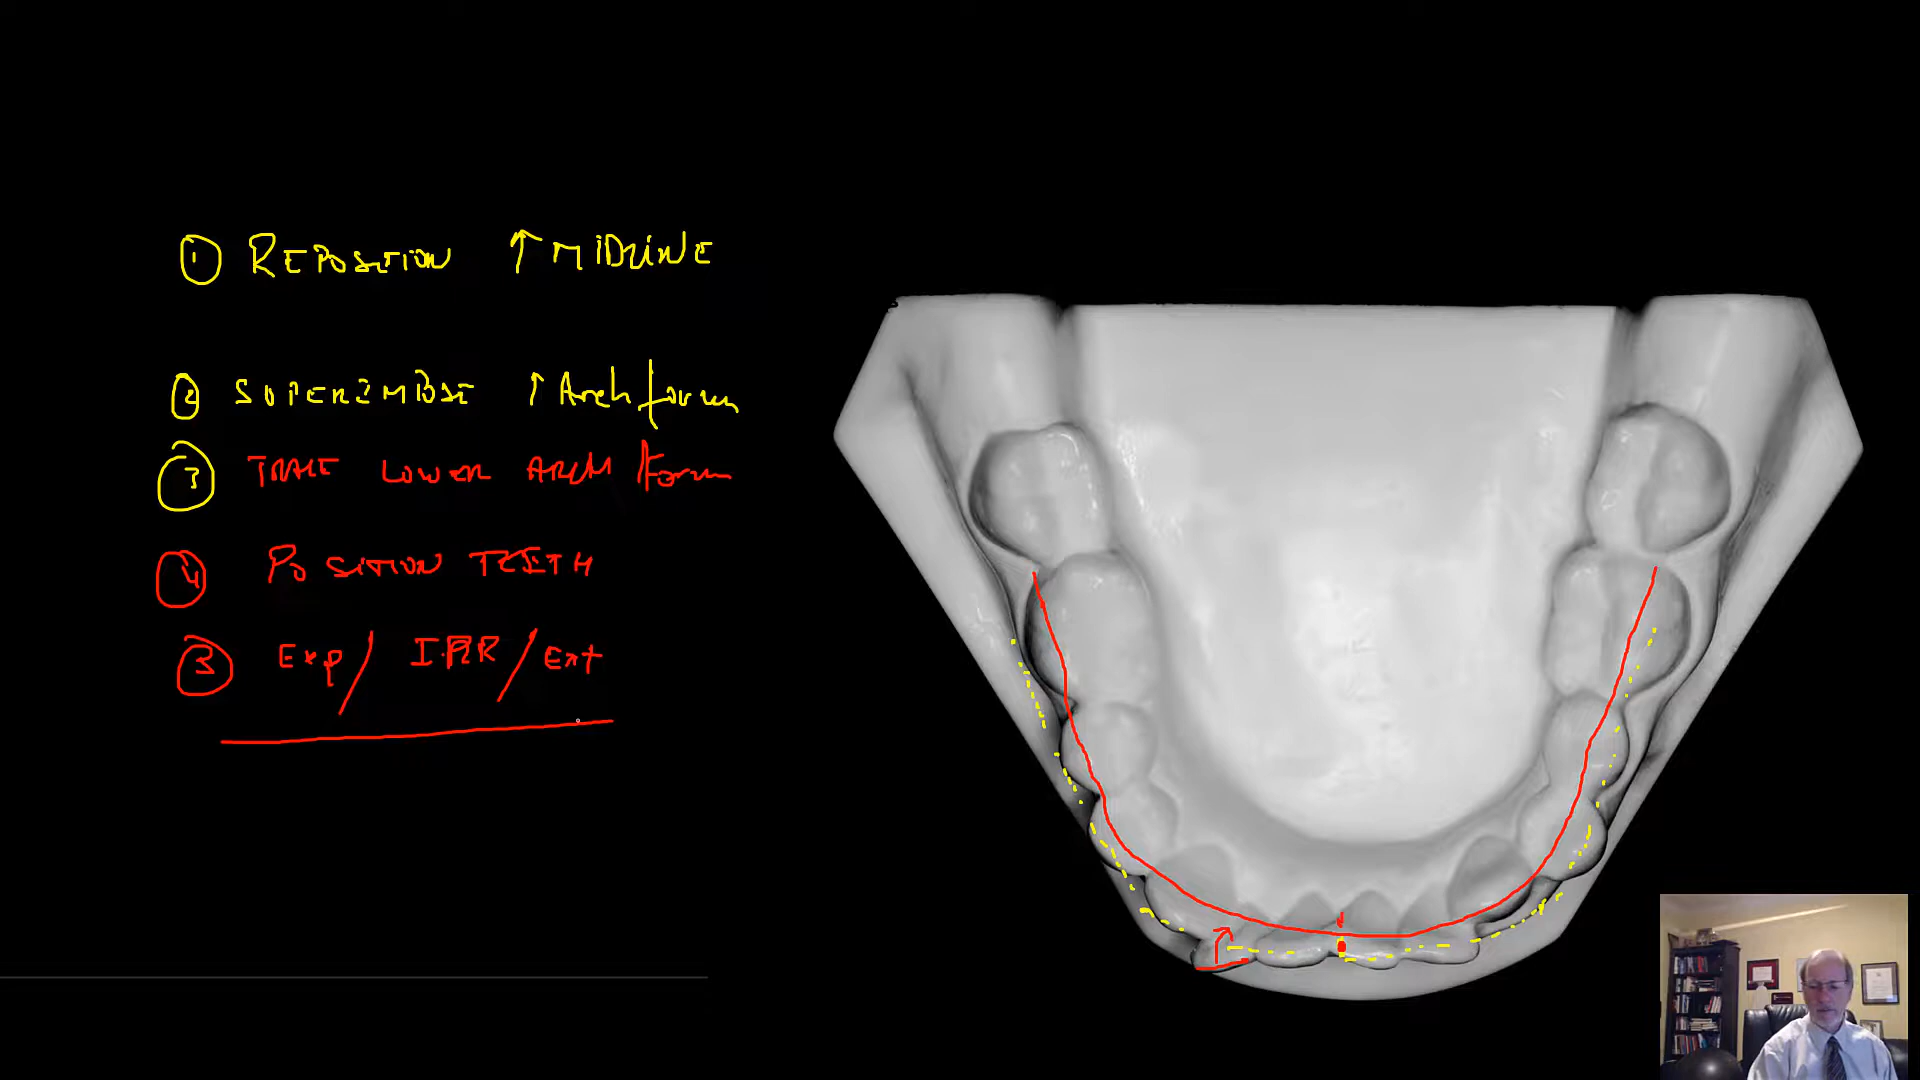 ① REPOSITION ↑ MIDLINE
② SUPERIMPOSE ↑ Arch form
③ TRACE LOWER ARCH form
④ POSITION TEETH
⑤ Exp / IPR / Ext